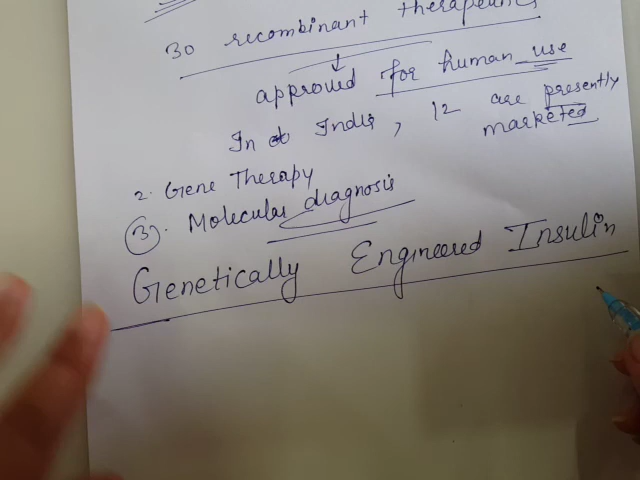 30 recombinant therapeutics
approved for human use
In India, 12 are presently
marketed
2. Gene Therapy
3. Molecular diagnosis
Genetically Engineered Insulin